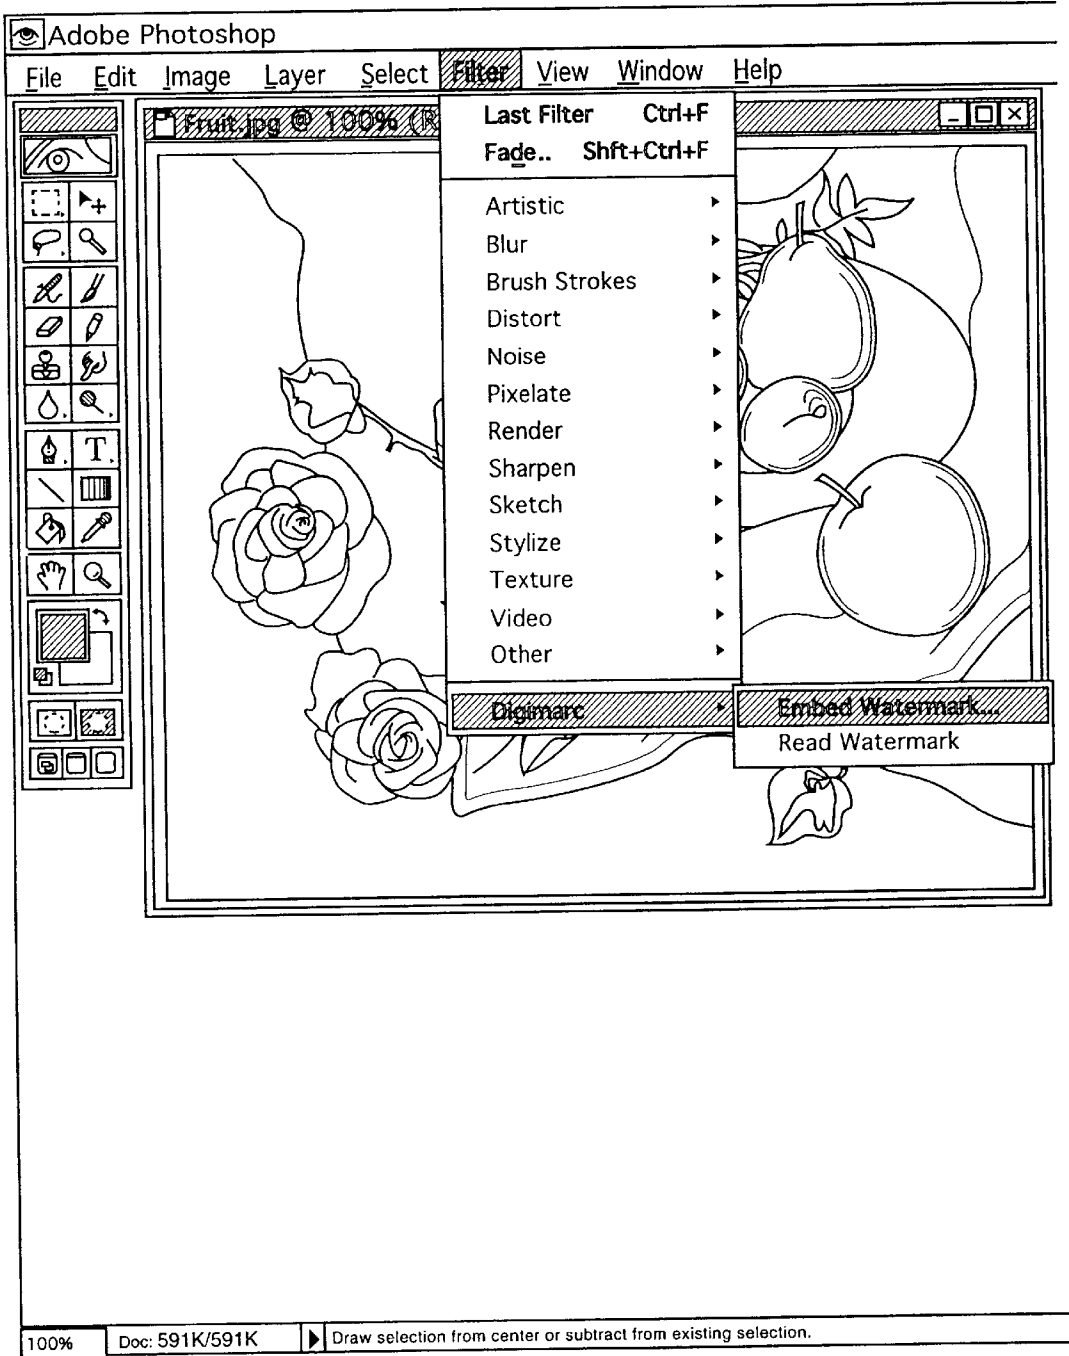 Adobe Photoshop
File Edit Image Layer Select Filter View Window Help
Fruit.jpg @ 100% (R
Last Filter Ctrl+F
Fade.. Shft+Ctrl+F
Artistic
Blur
Brush Strokes
Distort
Noise
Pixelate
Render
Sharpen
Sketch
Stylize
Texture
Video
Other
Digimarc
Embed Watermark...
Read Watermark
T
100% Doc: 591K/591K Draw selection from center or subtract from existing selection.